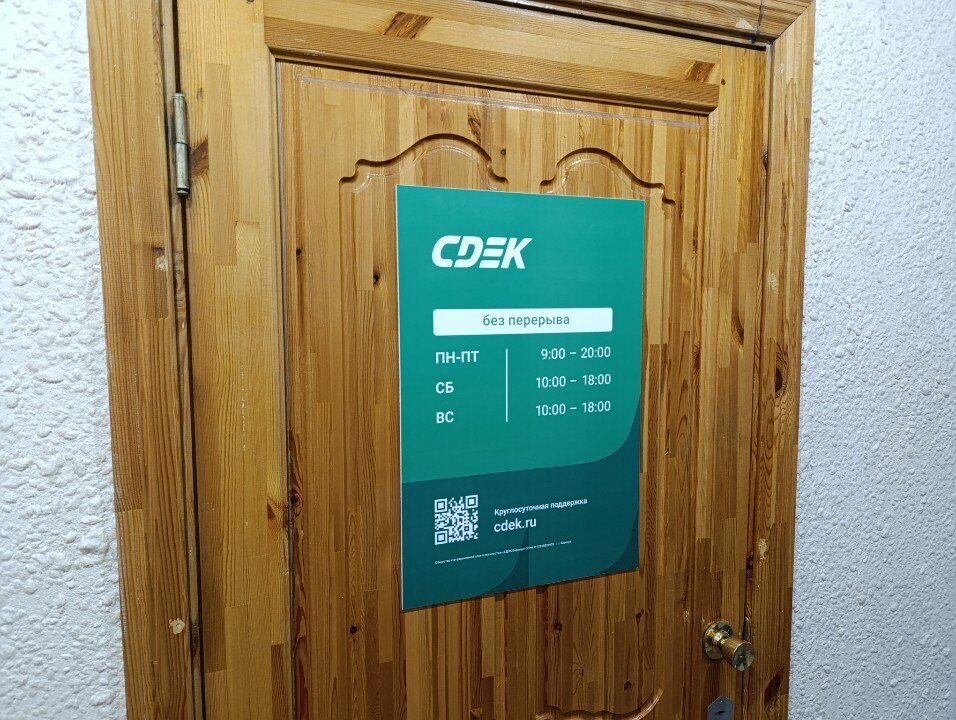 CDEK
без перерыва
ПН-ПТ 9:00 – 20:00
СБ 10:00 – 18:00
ВС 10:00 – 18:00
Круглосуточная поддержка
cdek.ru